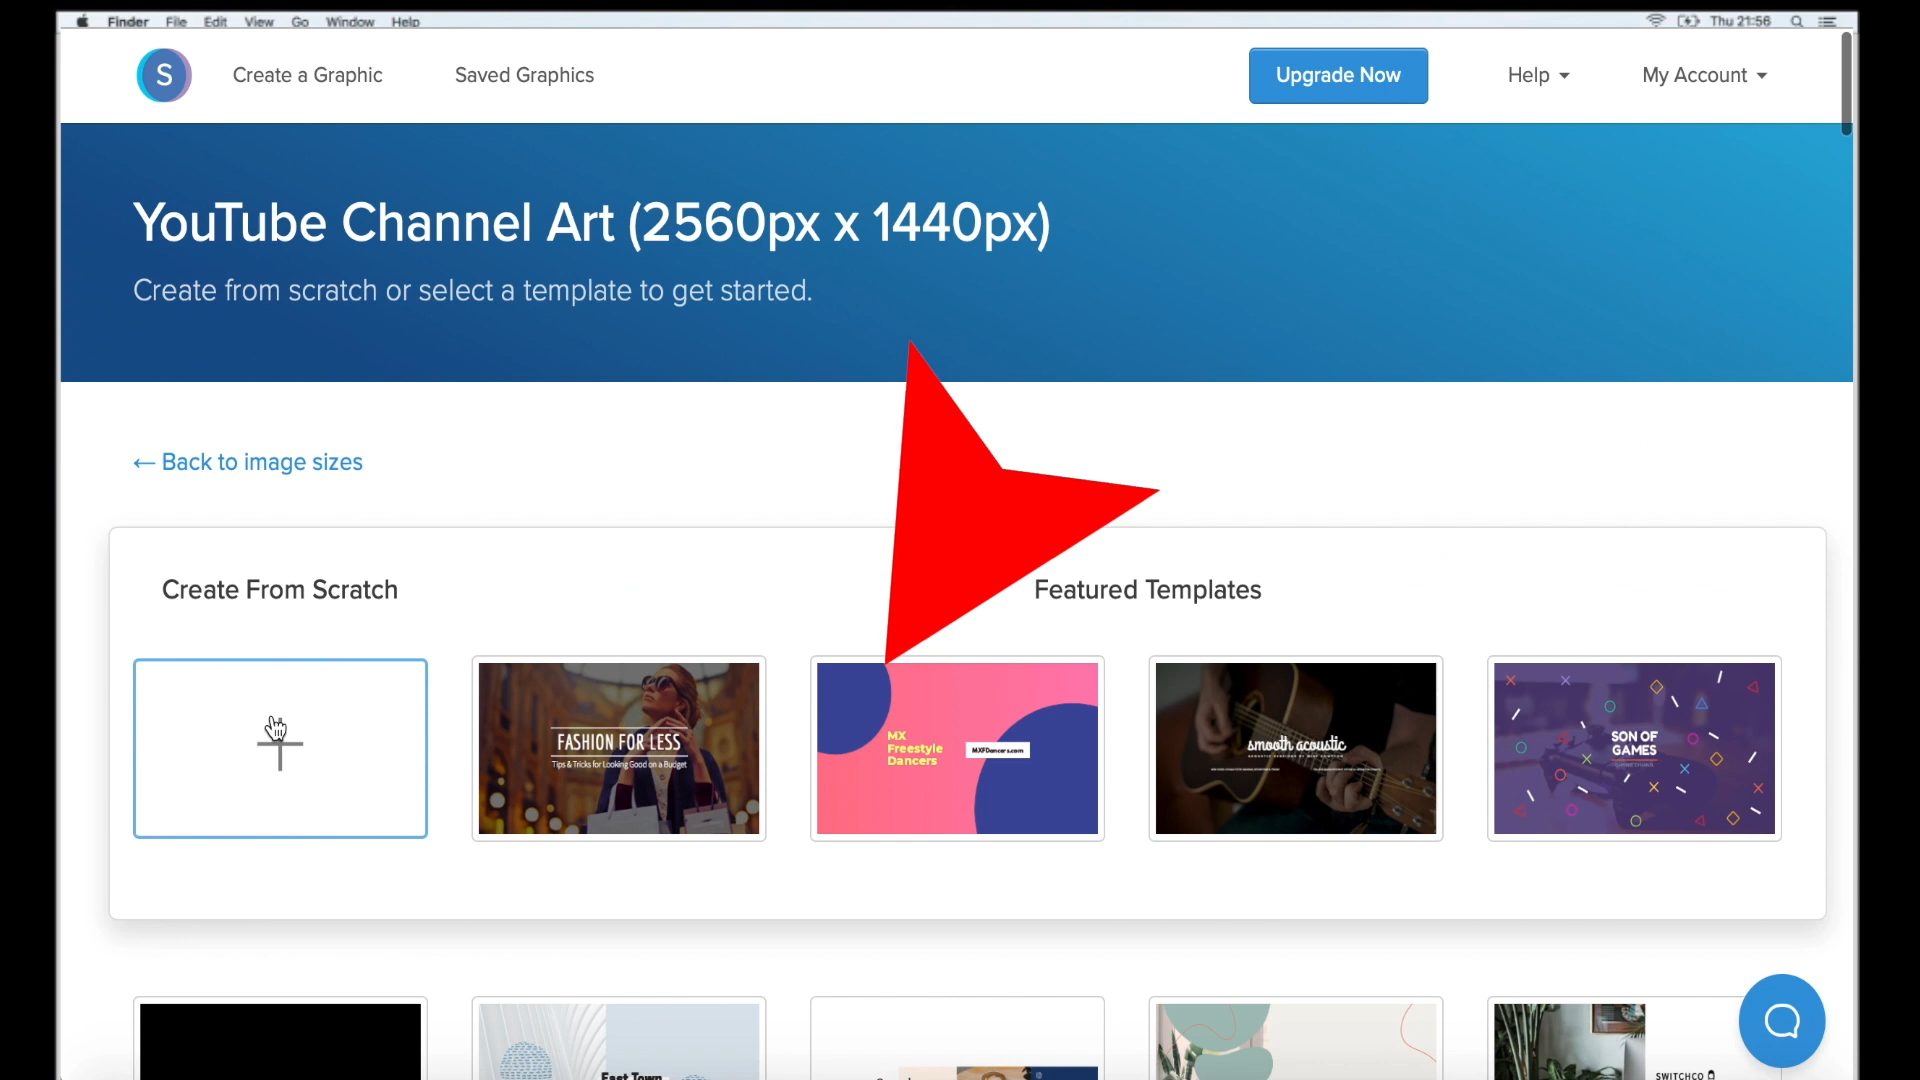 Finder File Edit View Go Window Help
Thu 21:56
S
Create a Graphic
Saved Graphics
Upgrade Now
Help
My Account
YouTube Channel Art (2560px x 1440px)
Create from scratch or select a template to get started.
← Back to image sizes
Create From Scratch
Featured Templates
FASHION FOR LESS
Tips & Tricks for Looking Good on a Budget
MX
Freestyle
Dancers
MXFDancers.com
smooth acoustic
SON OF
GAMES
East Town
SWITCHCO